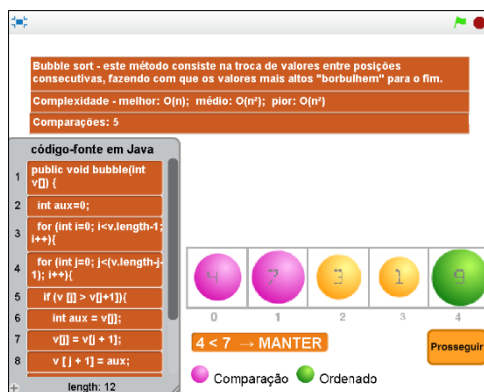 Bubble sort - este método consiste na troca de valores entre posições
consecutivas, fazendo com que os valores mais altos "borbulhem" para o fim.
Complexidade - melhor: O(n); médio: O(n²); pior: O(n²)
Comparações: 5
código-fonte em Java
1 public void bubble(int
v[]) {
2 int aux=0;
3 for (int i=0; i<v.length-1;
i++){
4 for (int j=0; j<(v.length-j-
1); i++){
5 if (v [j] > v[j+1]){
6 int aux = v[j];
7 v[j] = v[j + 1];
8 v [ j + 1] = aux;
+ length: 12
4 7 3 1 9
0 1 2 3 4
4 < 7 → MANTER
Prosseguir
Comparação Ordenado